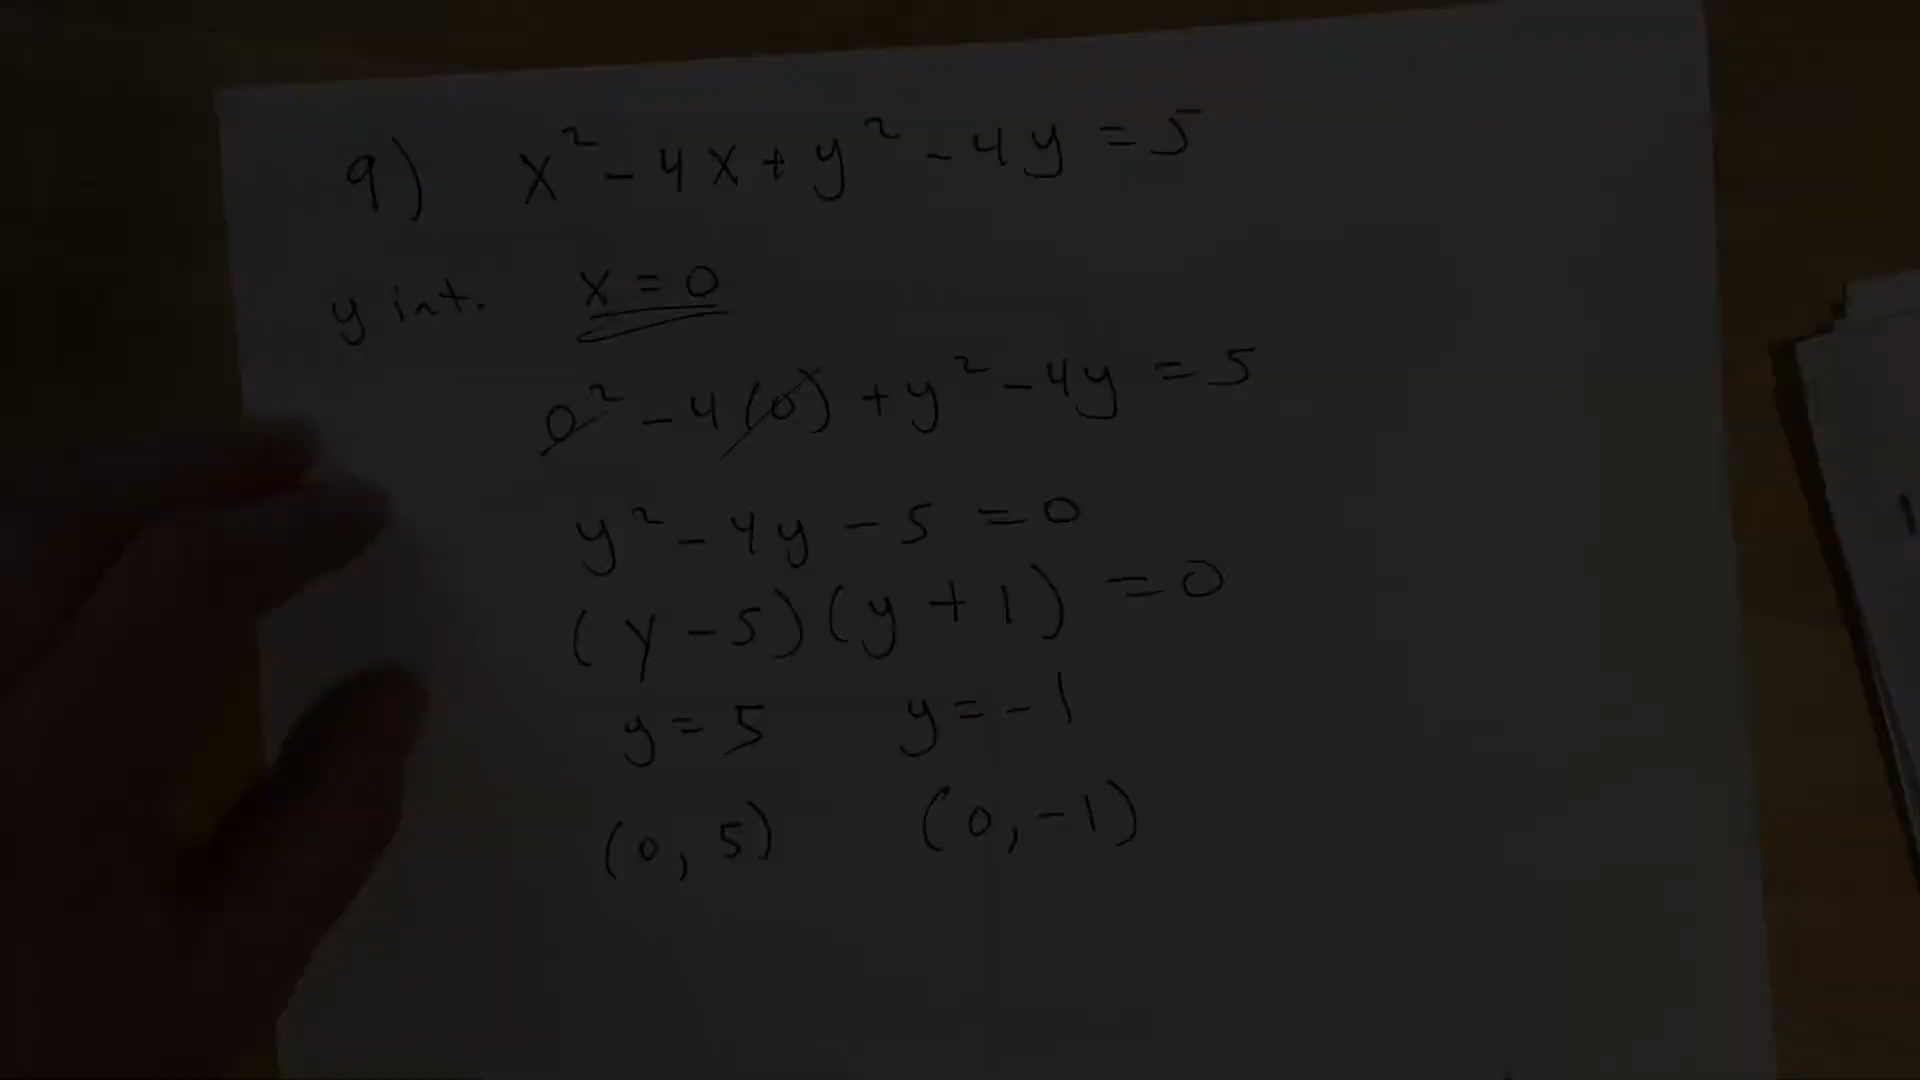 9) x² - 4x + y² - 4y = 5
y int. x = 0
0² - 4(0) + y² - 4y = 5
y² - 4y - 5 = 0
(y - 5)(y + 1) = 0
y = 5 y = -1
(0, 5) (0, -1)